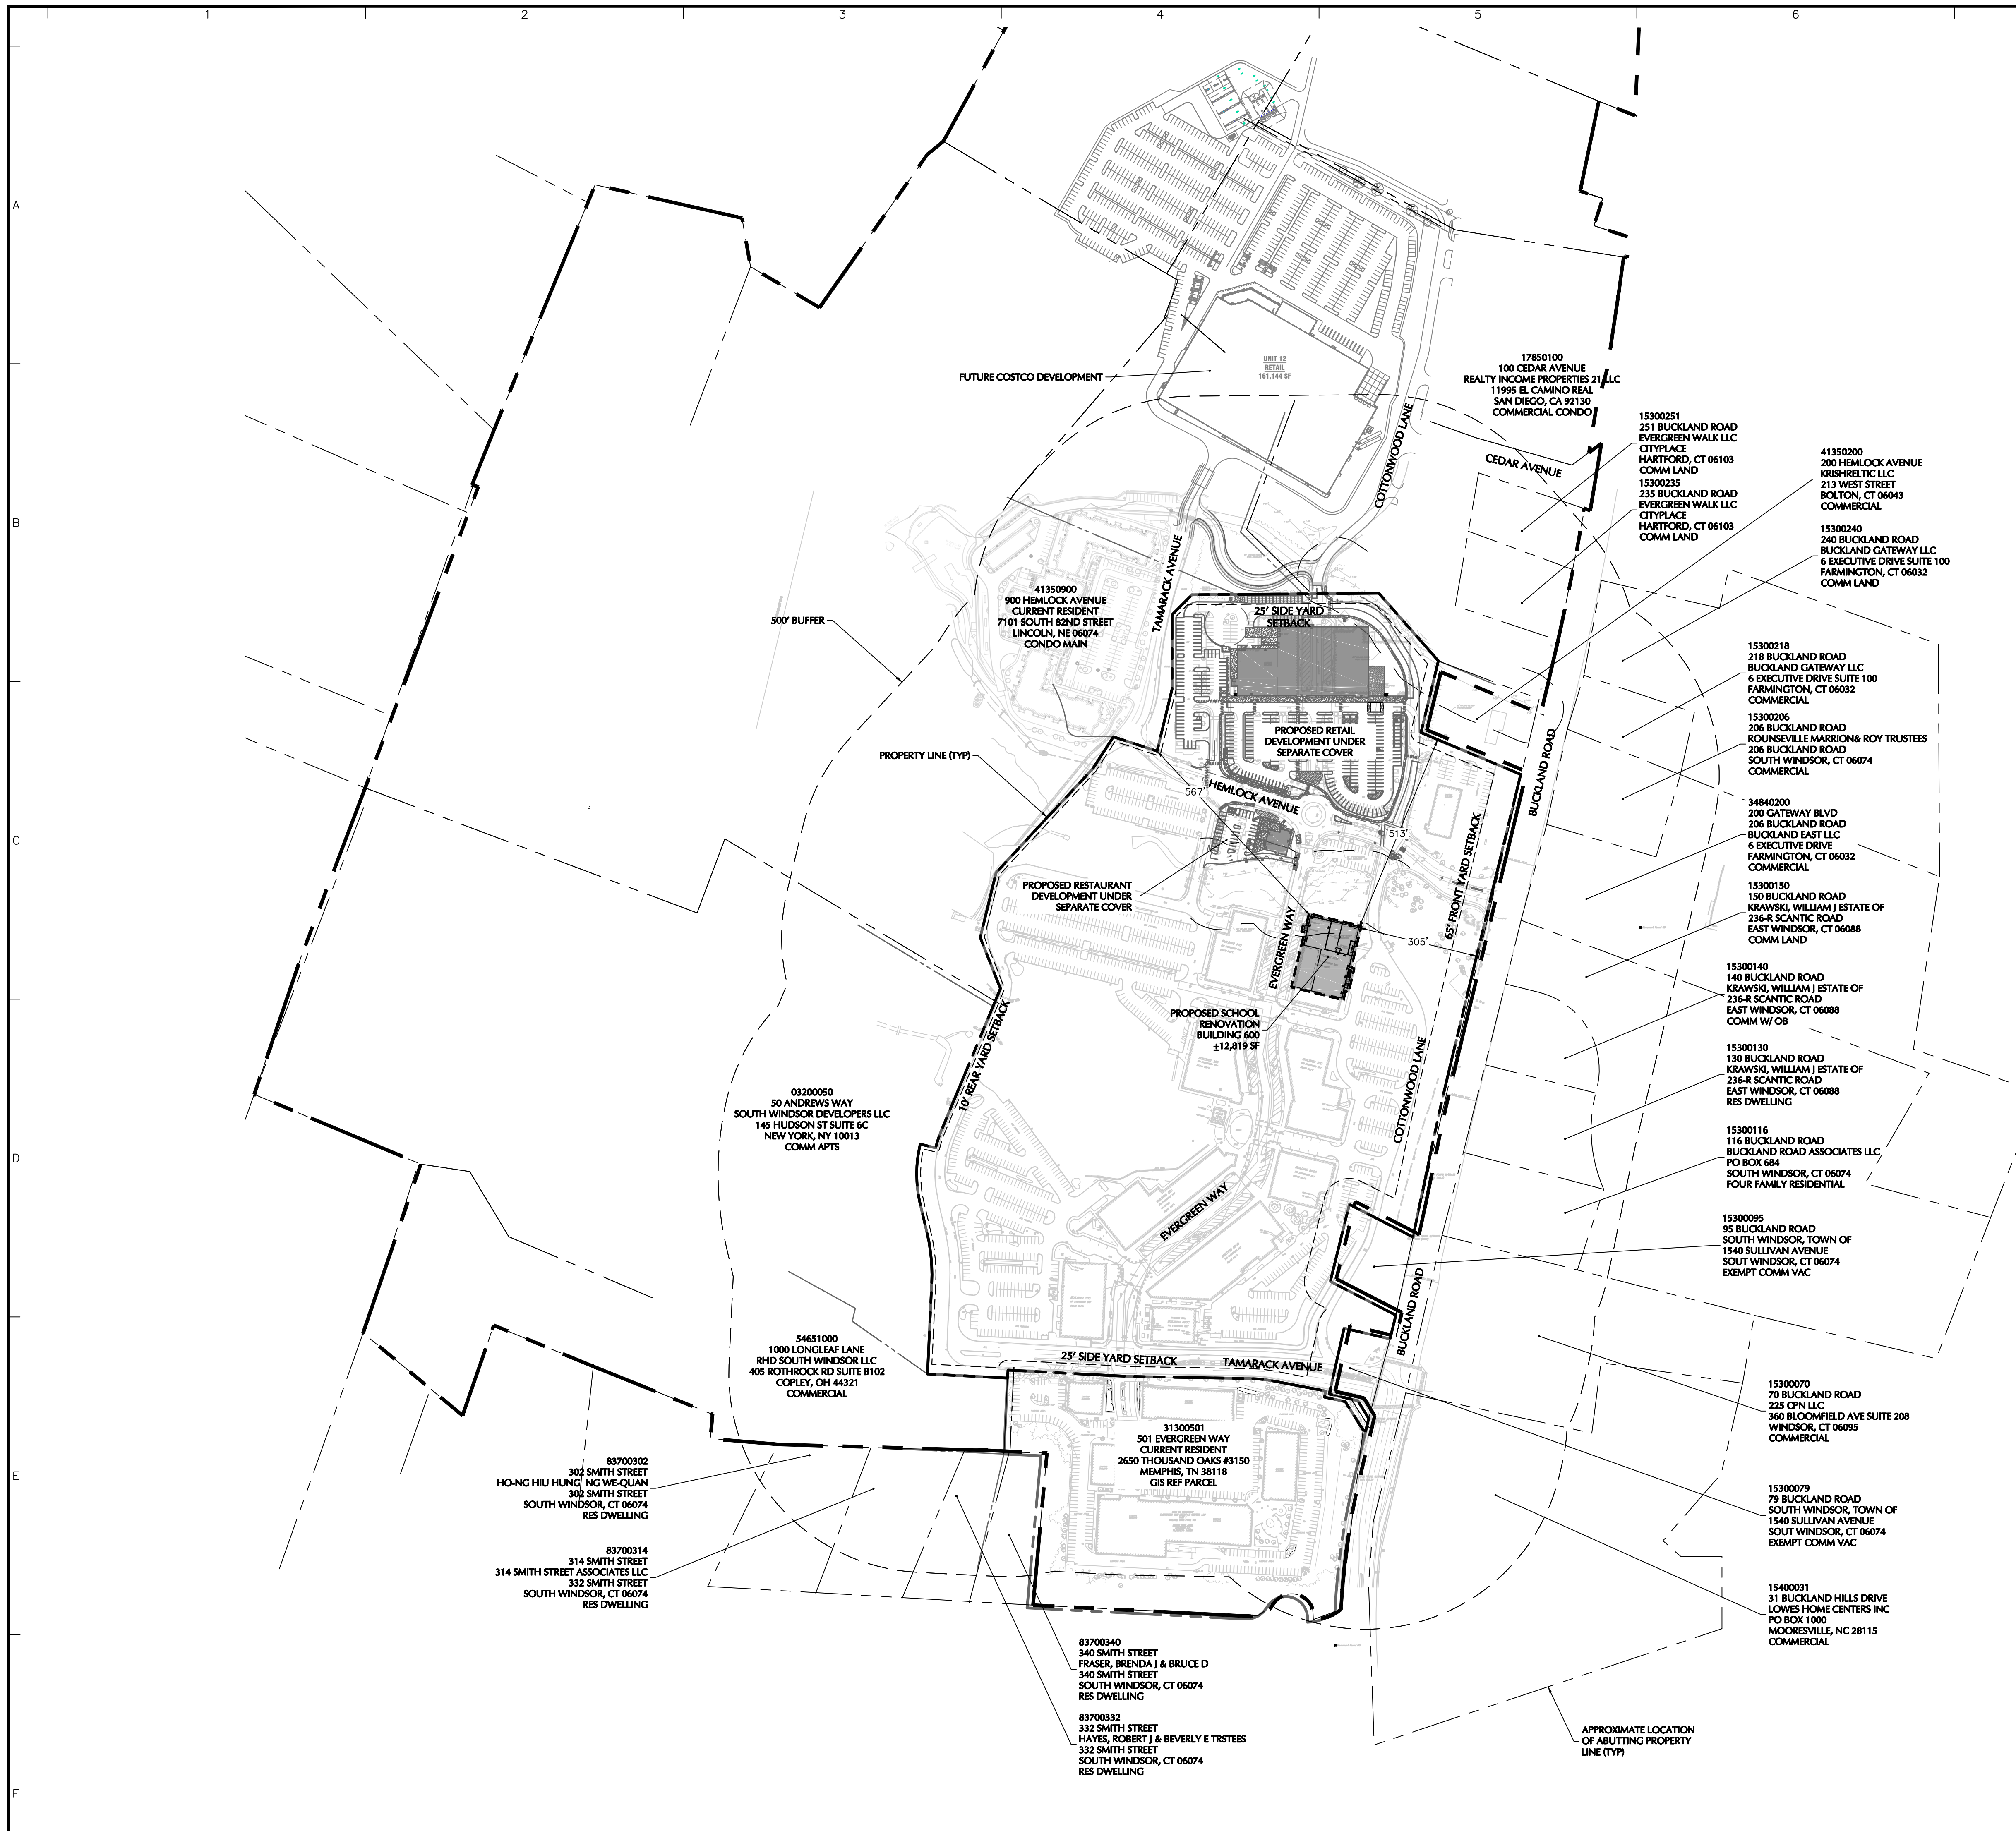 1
2
3
4
5
6
A
B
C
D
E
F
UNIT 12
RETAIL
161,144 SF
FUTURE COSTCO DEVELOPMENT
17850100
100 CEDAR AVENUE
REALTY INCOME PROPERTIES 21 LLC
11995 EL CAMINO REAL
SAN DIEGO, CA 92130
COMMERCIAL CONDO
COTTONWOOD LANE
CEDAR AVENUE
15300251
251 BUCKLAND ROAD
EVERGREEN WALK LLC
CITYPLACE
HARTFORD, CT 06103
COMM LAND
15300235
235 BUCKLAND ROAD
EVERGREEN WALK LLC
CITYPLACE
HARTFORD, CT 06103
COMM LAND
41350200
200 HEMLOCK AVENUE
KRISHRELTIC LLC
213 WEST STREET
BOLTON, CT 06043
COMMERCIAL
15300240
240 BUCKLAND ROAD
BUCKLAND GATEWAY LLC
6 EXECUTIVE DRIVE SUITE 100
FARMINGTON, CT 06032
COMM LAND
TAMARACK AVENUE
41350900
900 HEMLOCK AVENUE
CURRENT RESIDENT
7101 SOUTH 82ND STREET
LINCOLN, NE 06074
CONDO MAIN
500' BUFFER
25' SIDE YARD
SETBACK
15300218
218 BUCKLAND ROAD
BUCKLAND GATEWAY LLC
6 EXECUTIVE DRIVE SUITE 100
FARMINGTON, CT 06032
COMMERCIAL
15300206
206 BUCKLAND ROAD
ROUNSEVILLE MARRION& ROY TRUSTEES
206 BUCKLAND ROAD
SOUTH WINDSOR, CT 06074
COMMERCIAL
PROPOSED RETAIL
DEVELOPMENT UNDER
SEPARATE COVER
PROPERTY LINE (TYP)
BUCKLAND ROAD
567'
HEMLOCK AVENUE
513'
34840200
200 GATEWAY BLVD
206 BUCKLAND ROAD
BUCKLAND EAST LLC
6 EXECUTIVE DRIVE
FARMINGTON, CT 06032
COMMERCIAL
PROPOSED RESTAURANT
DEVELOPMENT UNDER
SEPARATE COVER
65' FRONT YARD SETBACK
15300150
150 BUCKLAND ROAD
KRAWSKI, WILLIAM J ESTATE OF
236-R SCANTIC ROAD
EAST WINDSOR, CT 06088
COMM LAND
EVERGREEN WAY
305'
15300140
140 BUCKLAND ROAD
KRAWSKI, WILLIAM J ESTATE OF
236-R SCANTIC ROAD
EAST WINDSOR, CT 06088
COMM W/ OB
PROPOSED SCHOOL
RENOVATION
BUILDING 600
±12,819 SF
10' REAR YARD SETBACK
COTTONWOOD LANE
15300130
130 BUCKLAND ROAD
KRAWSKI, WILLIAM J ESTATE OF
236-R SCANTIC ROAD
EAST WINDSOR, CT 06088
RES DWELLING
03200050
50 ANDREWS WAY
SOUTH WINDSOR DEVELOPERS LLC
145 HUDSON ST SUITE 6C
NEW YORK, NY 10013
COMM APTS
15300116
116 BUCKLAND ROAD
BUCKLAND ROAD ASSOCIATES LLC
PO BOX 684
SOUTH WINDSOR, CT 06074
FOUR FAMILY RESIDENTIAL
EVERGREEN WAY
15300095
95 BUCKLAND ROAD
SOUTH WINDSOR, TOWN OF
1540 SULLIVAN AVENUE
SOUT WINDSOR, CT 06074
EXEMPT COMM VAC
BUCKLAND ROAD
54651000
1000 LONGLEAF LANE
RHD SOUTH WINDSOR LLC
405 ROTHROCK RD SUITE B102
COPLEY, OH 44321
COMMERCIAL
25' SIDE YARD SETBACK
TAMARACK AVENUE
15300070
70 BUCKLAND ROAD
225 CPN LLC
360 BLOOMFIELD AVE SUITE 208
WINDSOR, CT 06095
COMMERCIAL
31300501
501 EVERGREEN WAY
CURRENT RESIDENT
2650 THOUSAND OAKS #3150
MEMPHIS, TN 38118
GIS REF PARCEL
83700302
302 SMITH STREET
HO-NG HIU HUNG NG WE-QUAN
302 SMITH STREET
SOUTH WINDSOR, CT 06074
RES DWELLING
15300079
79 BUCKLAND ROAD
SOUTH WINDSOR, TOWN OF
1540 SULLIVAN AVENUE
SOUT WINDSOR, CT 06074
EXEMPT COMM VAC
83700314
314 SMITH STREET
314 SMITH STREET ASSOCIATES LLC
332 SMITH STREET
SOUTH WINDSOR, CT 06074
RES DWELLING
15400031
31 BUCKLAND HILLS DRIVE
LOWES HOME CENTERS INC
PO BOX 1000
MOORESVILLE, NC 28115
COMMERCIAL
83700340
340 SMITH STREET
FRASER, BRENDA J & BRUCE D
340 SMITH STREET
SOUTH WINDSOR, CT 06074
RES DWELLING
83700332
332 SMITH STREET
HAYES, ROBERT J & BEVERLY E TRSTEES
332 SMITH STREET
SOUTH WINDSOR, CT 06074
RES DWELLING
APPROXIMATE LOCATION
OF ABUTTING PROPERTY
LINE (TYP)